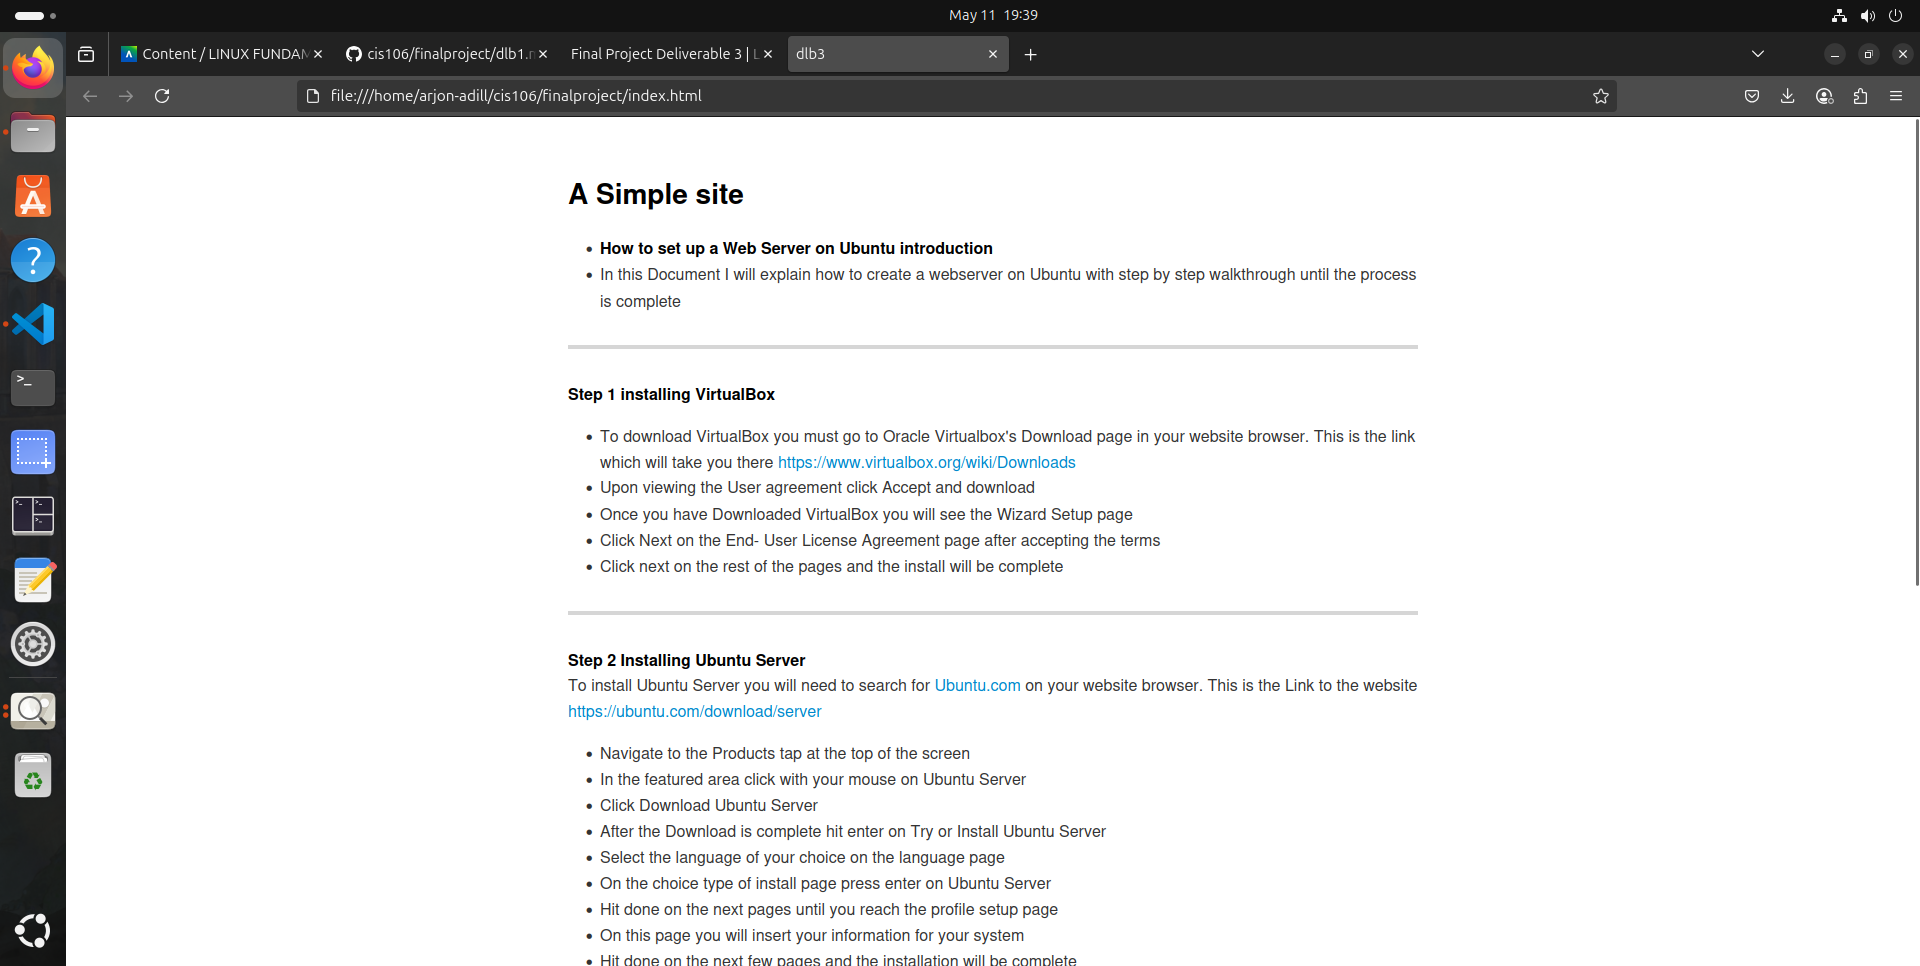 May 11 19:39
Content / LINUX FUNDAM
cis106/finalproject/dlb1.m
Final Project Deliverable 3 | L
dlb3
file:///home/arjon-adill/cis106/finalproject/index.html
A Simple site
How to set up a Web Server on Ubuntu introduction
In this Document I will explain how to create a webserver on Ubuntu with step by step walkthrough until the process
is complete
Step 1 installing VirtualBox
To download VirtualBox you must go to Oracle Virtualbox's Download page in your website browser. This is the link
which will take you there https://www.virtualbox.org/wiki/Downloads
Upon viewing the User agreement click Accept and download
Once you have Downloaded VirtualBox you will see the Wizard Setup page
Click Next on the End- User License Agreement page after accepting the terms
Click next on the rest of the pages and the install will be complete
Step 2 Installing Ubuntu Server
To install Ubuntu Server you will need to search for Ubuntu.com on your website browser. This is the Link to the website
https://ubuntu.com/download/server
Navigate to the Products tap at the top of the screen
In the featured area click with your mouse on Ubuntu Server
Click Download Ubuntu Server
After the Download is complete hit enter on Try or Install Ubuntu Server
Select the language of your choice on the language page
On the choice type of install page press enter on Ubuntu Server
Hit done on the next pages until you reach the profile setup page
On this page you will insert your information for your system
Hit done on the next few pages and the installation will be complete